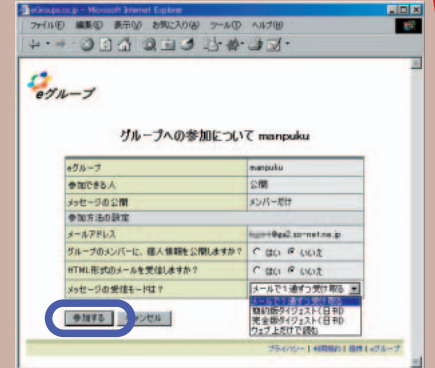 eGroups.co.jp - Microsoft Internet Explorer
ファイル(F) 編集(E) 表示(V) お気に入り(A) ツール(T) ヘルプ(H)
eグループ
グループへの参加について manpuku
eグループ manpuku
参加できる人 公開
メッセージの公開 メンバーだけ
参加方法の設定
メールアドレス @pa2.so-net.ne.jp
グループのメンバーに、個人情報を公開しますか? はい いいえ
HTML形式のメールを受信しますか? はい いいえ
メッセージの受信モードは? メールで1通ずつ受け取る
メールで1通ずつ受け取る
簡約版ダイジェスト(日刊)
完全版ダイジェスト(日刊)
ウェブ上だけで読む
参加する キャンセル
プライバシー | 利用規約 | eグループ